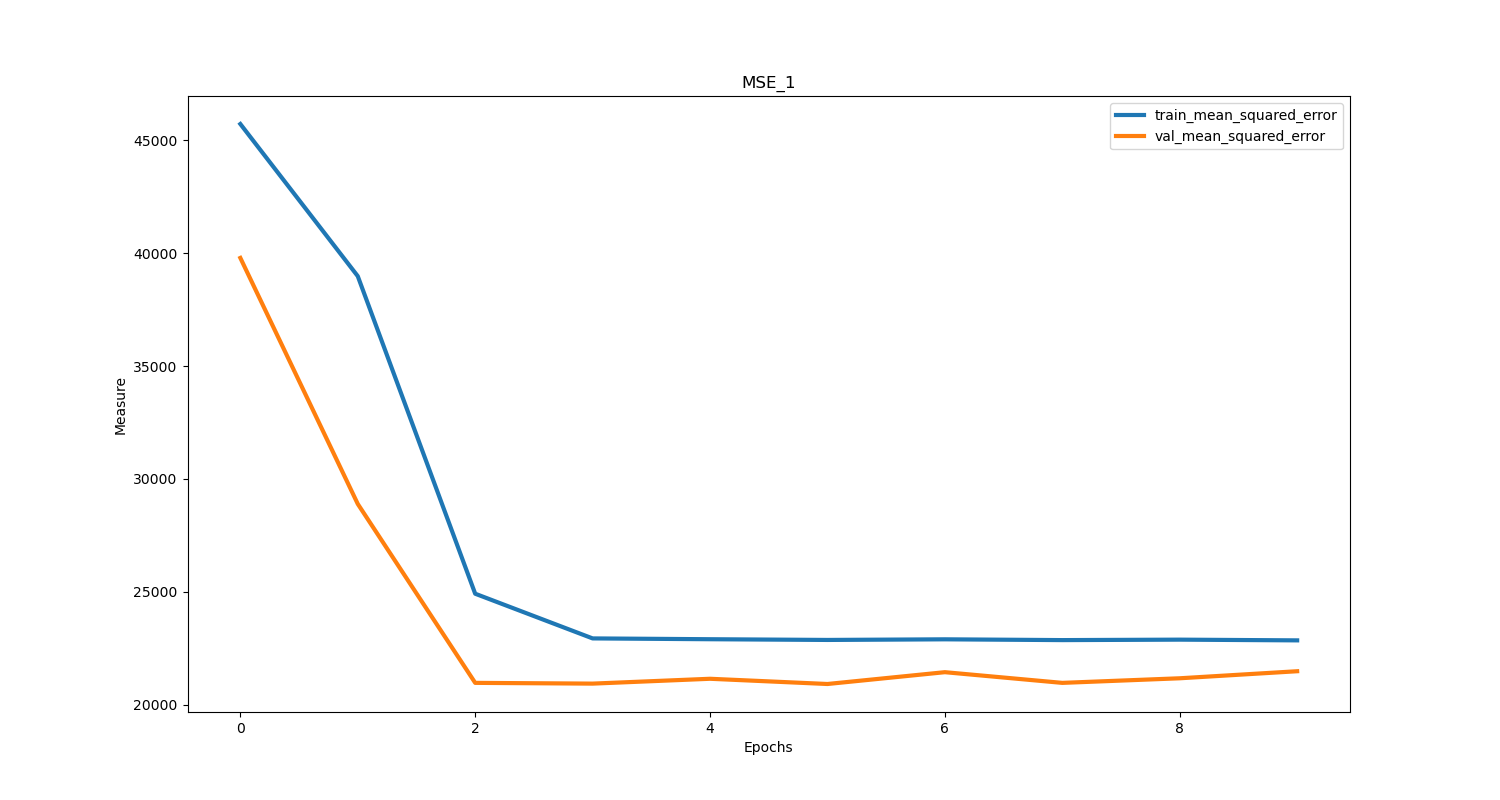 MSE_1
train_mean_squared_error
val_mean_squared_error
45000
40000
35000
30000
25000
20000
Measure
0 2 4 6 8
Epochs